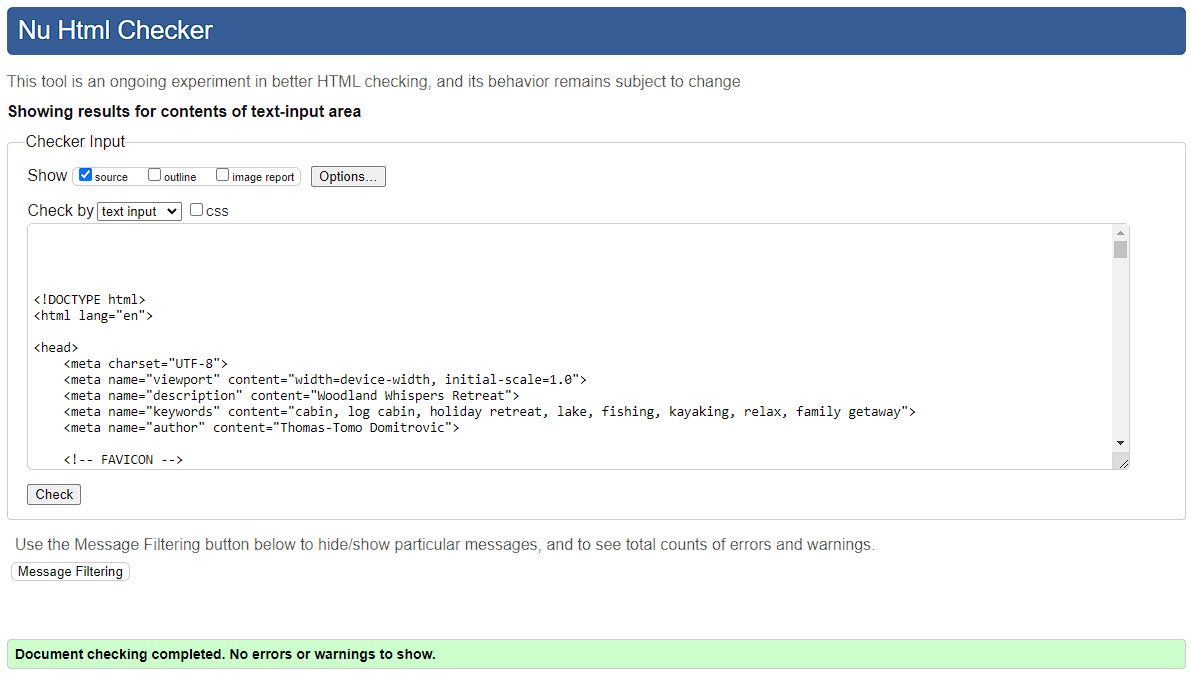 Nu Html Checker
This tool is an ongoing experiment in better HTML checking, and its behavior remains subject to change
Showing results for contents of text-input area
Checker Input
Show source outline image report Options...
Check by text input css
<!DOCTYPE html>
<html lang="en">
<head>
<meta charset="UTF-8">
<meta name="viewport" content="width=device-width, initial-scale=1.0">
<meta name="description" content="Woodland Whispers Retreat">
<meta name="keywords" content="cabin, log cabin, holiday retreat, lake, fishing, kayaking, relax, family getaway">
<meta name="author" content="Thomas-Tomo Domitrovic">
<!-- FAVICON -->
Check
Use the Message Filtering button below to hide/show particular messages, and to see total counts of errors and warnings.
Message Filtering
Document checking completed. No errors or warnings to show.